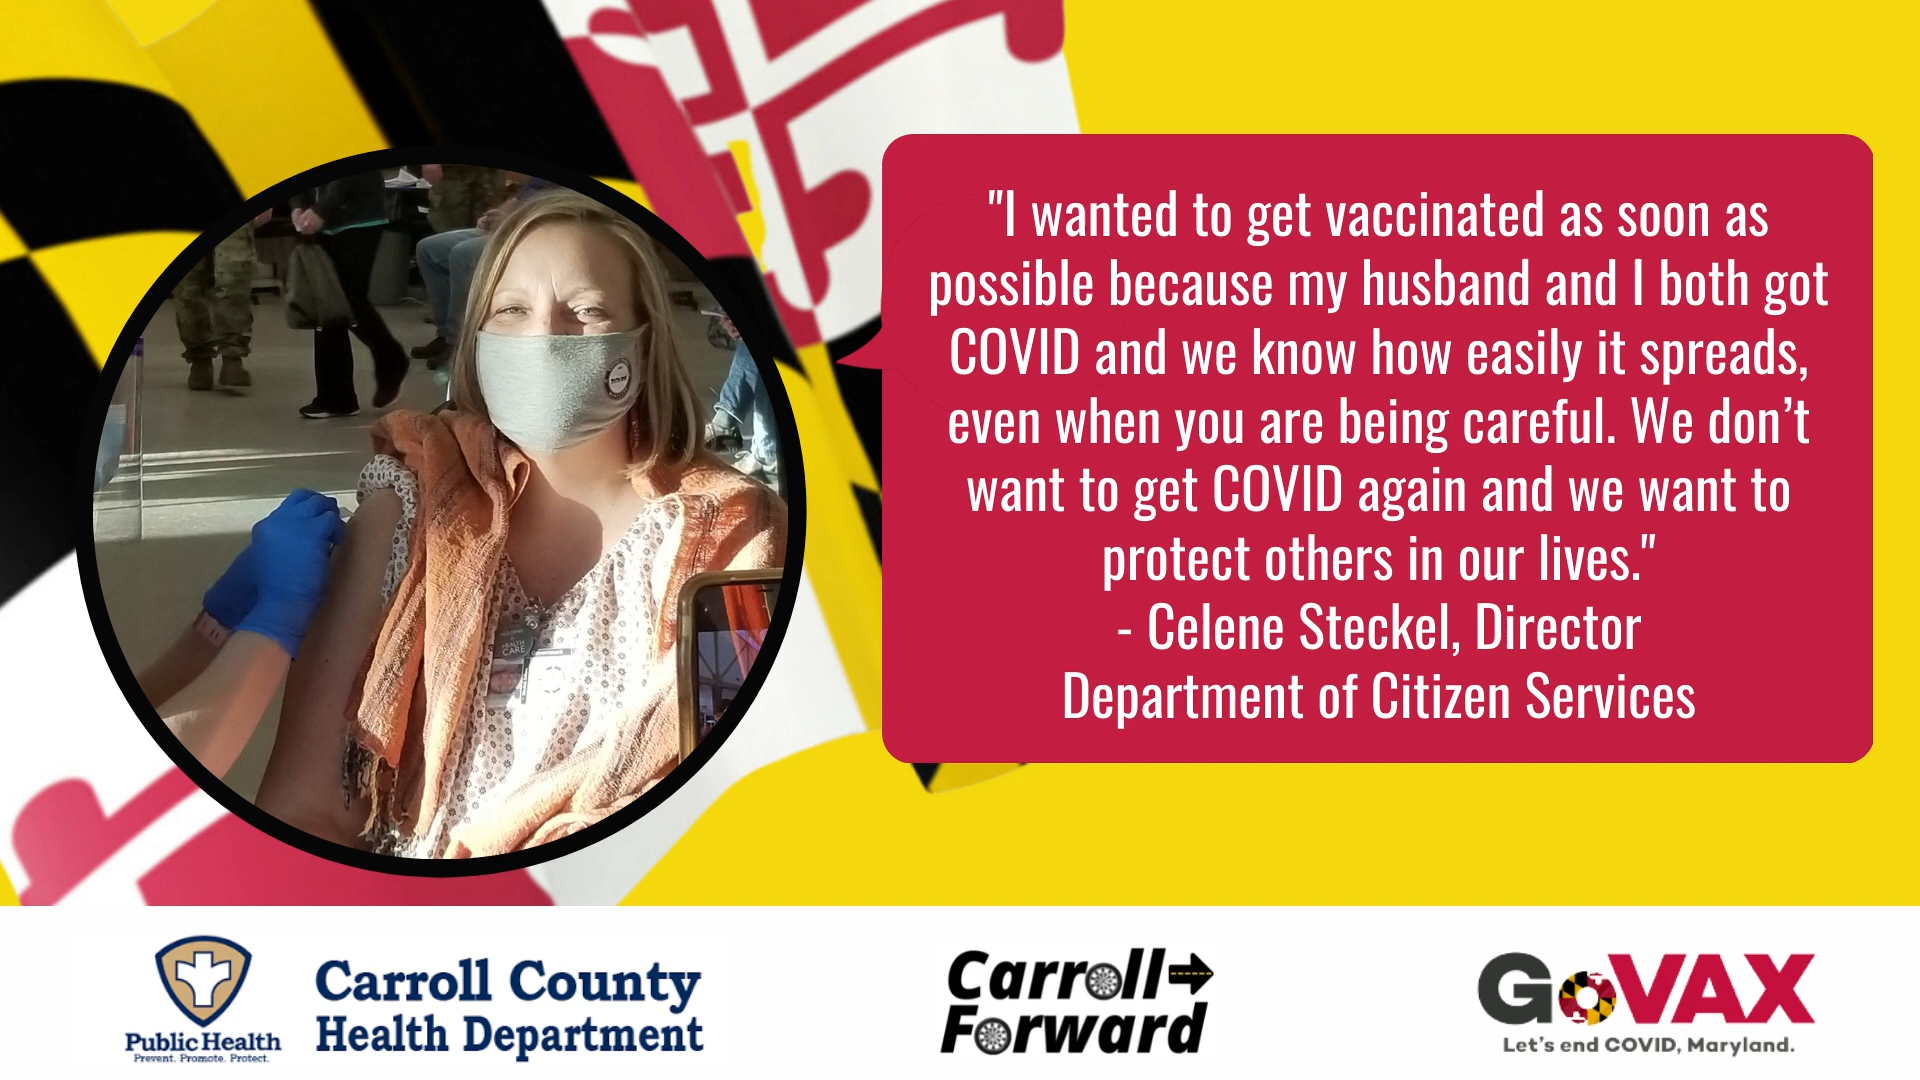 "I wanted to get vaccinated as soon as
possible because my husband and I both got
COVID and we know how easily it spreads,
even when you are being careful. We don’t
want to get COVID again and we want to
protect others in our lives."
- Celene Steckel, Director
Department of Citizen Services
HEALTH
CARE
Public Health
Prevent. Promote. Protect.
Carroll County
Health Department
Carroll
Forward
GoVAX
Let's end COVID, Maryland.